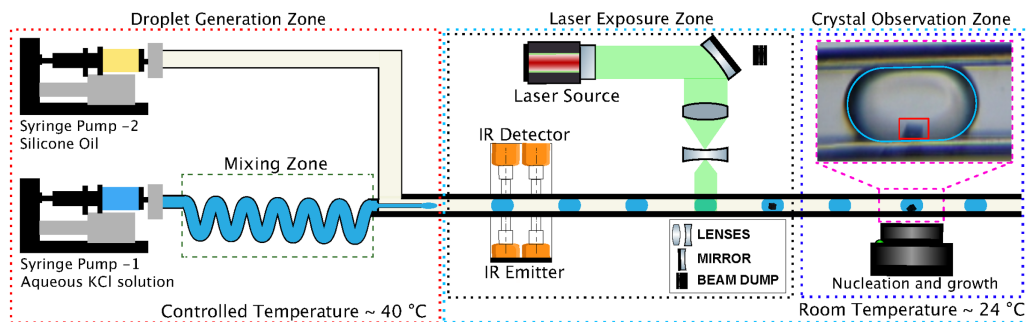 Droplet Generation Zone
Laser Exposure Zone
Crystal Observation Zone
Syringe Pump -2
Silicone Oil
Laser Source
IR Detector
Mixing Zone
Syringe Pump -1
Aqueous KCl solution
IR Emitter
LENSES
MIRROR
BEAM DUMP
Nucleation and growth
Controlled Temperature ~ 40 °C
Room Temperature ~ 24 °C